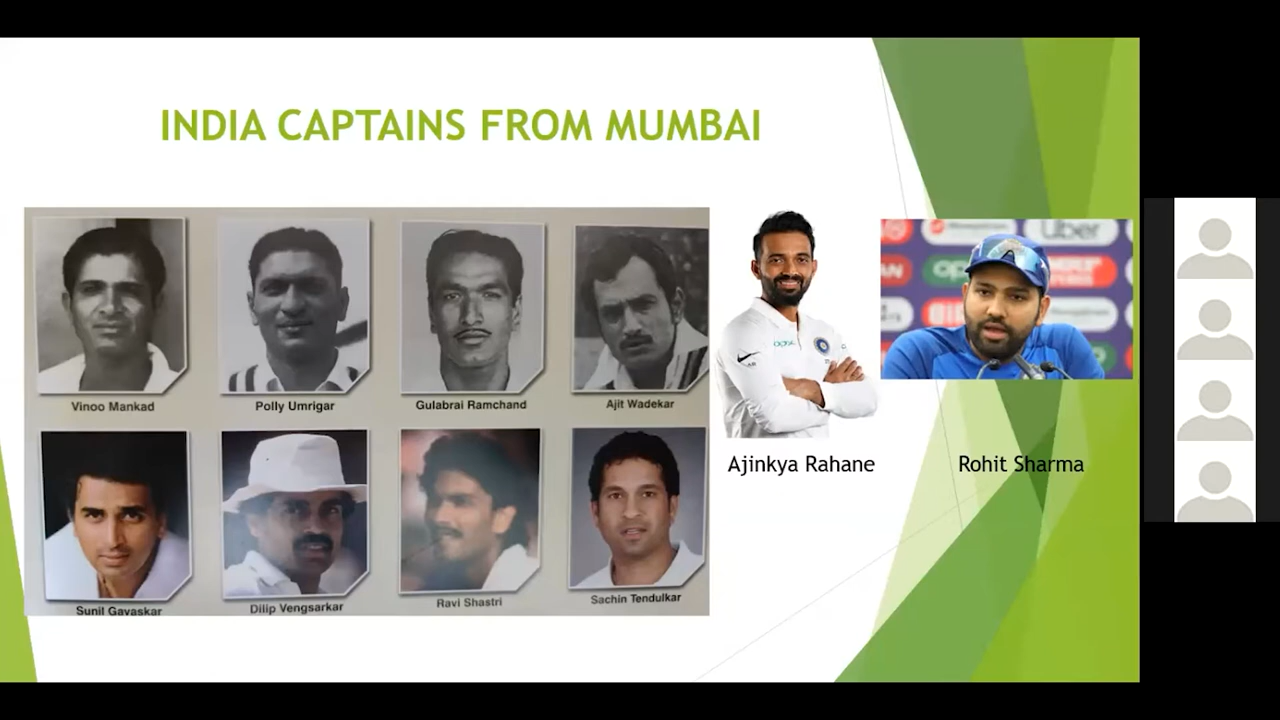 INDIA CAPTAINS FROM MUMBAI
Uber
Vinoo Mankad
Polly Umrigar
Gulabrai Ramchand
Ajit Wadekar
Ajinkya Rahane
Rohit Sharma
Sunil Gavaskar
Dilip Vengsarkar
Ravi Shastri
Sachin Tendulkar